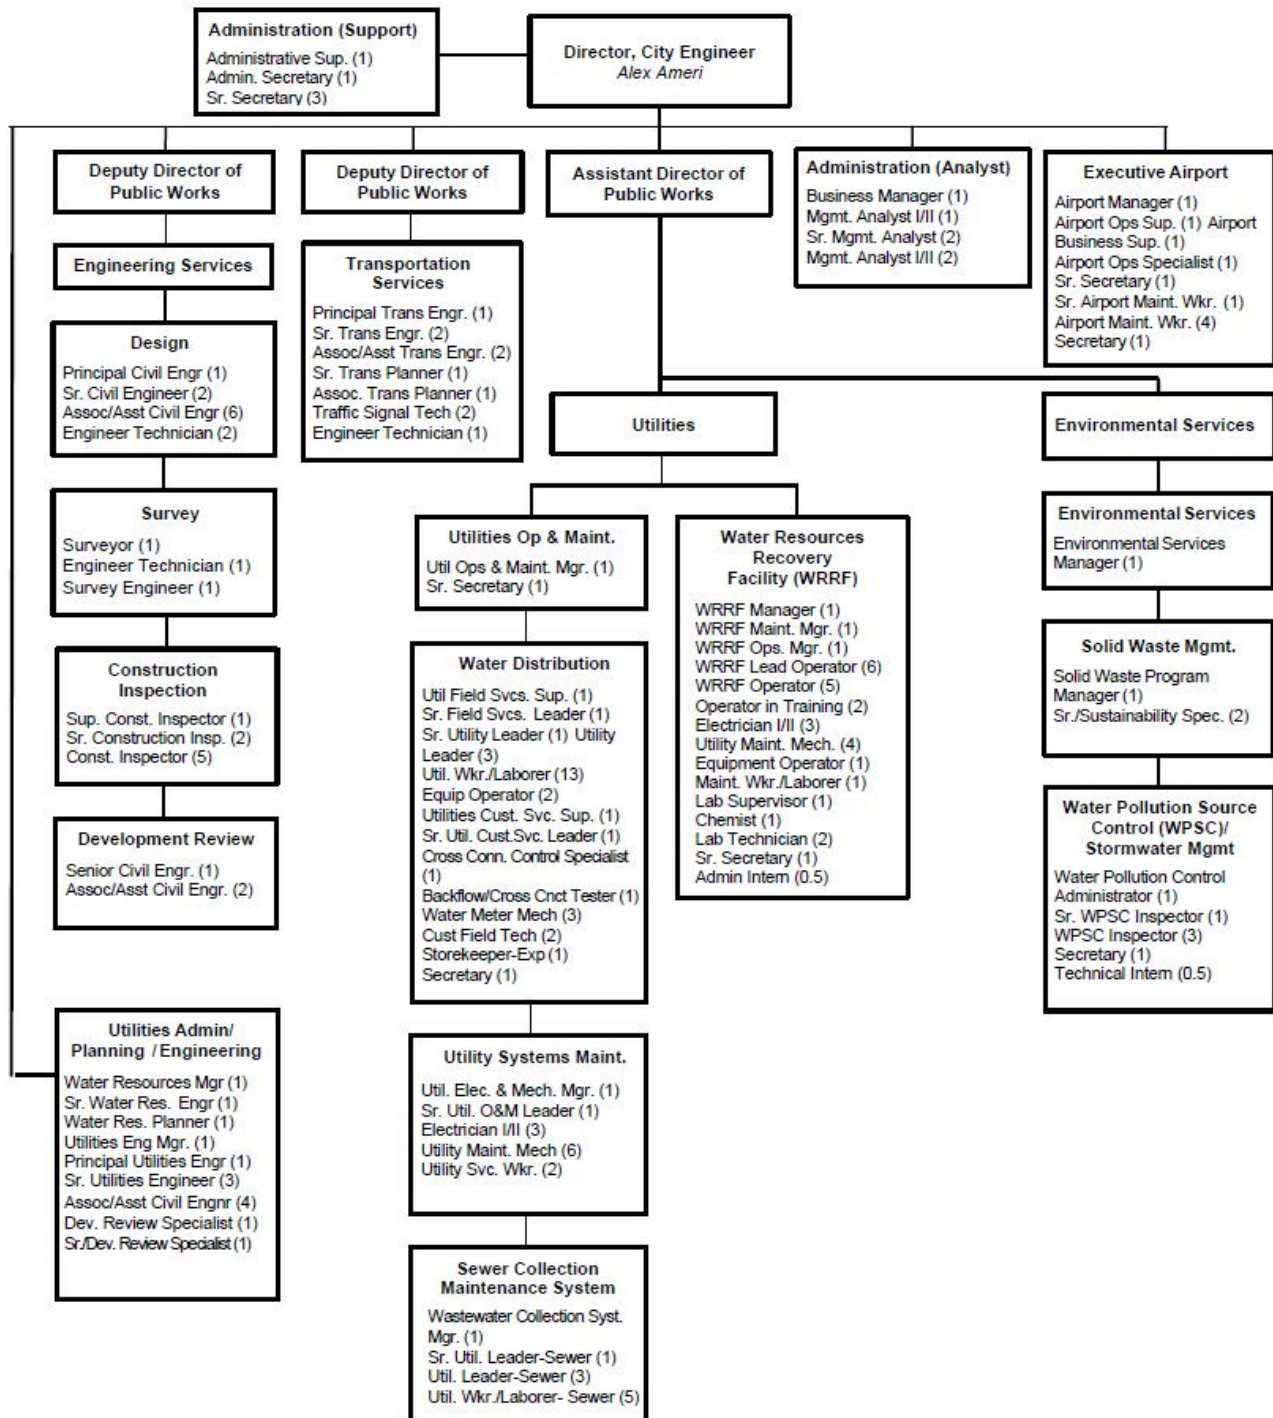 Administration (Support)
Administrative Sup. (1)
Admin. Secretary (1)
Sr. Secretary (3)
Director, City Engineer
Alex Ameri
Deputy Director of
Public Works
Engineering Services
Design
Principal Civil Engr (1)
Sr. Civil Engineer (2)
Assoc/Asst Civil Engr (6)
Engineer Technician (2)
Survey
Surveyor (1)
Engineer Technician (1)
Survey Engineer (1)
Construction
Inspection
Sup. Const. Inspector (1)
Sr. Construction Insp. (2)
Const. Inspector (5)
Development Review
Senior Civil Engr. (1)
Assoc/Asst Civil Engr. (2)
Utilities Admin/
Planning / Engineering
Water Resources Mgr (1)
Sr. Water Res. Engr (1)
Water Res. Planner (1)
Utilities Eng Mgr. (1)
Principal Utilities Engr (1)
Sr. Utilities Engineer (3)
Assoc/Asst Civil Engnr (4)
Dev. Review Specialist (1)
Sr./Dev. Review Specialist (1)
Deputy Director of
Public Works
Transportation
Services
Principal Trans Engr. (1)
Sr. Trans Engr. (2)
Assoc/Asst Trans Engr. (2)
Sr. Trans Planner (1)
Assoc. Trans Planner (1)
Traffic Signal Tech (2)
Engineer Technician (1)
Assistant Director of
Public Works
Utilities
Utilities Op & Maint.
Util Ops & Maint. Mgr. (1)
Sr. Secretary (1)
Water Distribution
Util Field Svcs. Sup. (1)
Sr. Field Svcs. Leader (1)
Sr. Utility Leader (1) Utility
Leader (3)
Util. Wkr./Laborer (13)
Equip Operator (2)
Utilities Cust. Svc. Sup. (1)
Sr. Util. Cust.Svc. Leader (1)
Cross Conn. Control Specialist
(1)
Backflow/Cross Cnct Tester (1)
Water Meter Mech (3)
Cust Field Tech (2)
Storekeeper-Exp (1)
Secretary (1)
Utility Systems Maint.
Util. Elec. & Mech. Mgr. (1)
Sr. Util. O&M Leader (1)
Electrician I/II (3)
Utility Maint. Mech (6)
Utility Svc. Wkr. (2)
Sewer Collection
Maintenance System
Wastewater Collection Syst.
Mgr. (1)
Sr. Util. Leader-Sewer (1)
Util. Leader-Sewer (3)
Util. Wkr./Laborer- Sewer (5)
Water Resources
Recovery
Facility (WRRF)
WRRF Manager (1)
WRRF Maint. Mgr. (1)
WRRF Ops. Mgr. (1)
WRRF Lead Operator (6)
WRRF Operator (5)
Operator in Training (2)
Electrician I/II (3)
Utility Maint. Mech. (4)
Equipment Operator (1)
Maint. Wkr./Laborer (1)
Lab Supervisor (1)
Chemist (1)
Lab Technician (2)
Sr. Secretary (1)
Admin Intern (0.5)
Administration (Analyst)
Business Manager (1)
Mgmt. Analyst I/II (1)
Sr. Mgmt. Analyst (2)
Mgmt. Analyst I/II (2)
Executive Airport
Airport Manager (1)
Airport Ops Sup. (1) Airport
Business Sup. (1)
Airport Ops Specialist (1)
Sr. Secretary (1)
Sr. Airport Maint. Wkr. (1)
Airport Maint. Wkr. (4)
Secretary (1)
Environmental Services
Environmental Services
Environmental Services
Manager (1)
Solid Waste Mgmt.
Solid Waste Program
Manager (1)
Sr./Sustainability Spec. (2)
Water Pollution Source
Control (WPSC)/
Stormwater Mgmt
Water Pollution Control
Administrator (1)
Sr. WPSC Inspector (1)
WPSC Inspector (3)
Secretary (1)
Technical Intern (0.5)